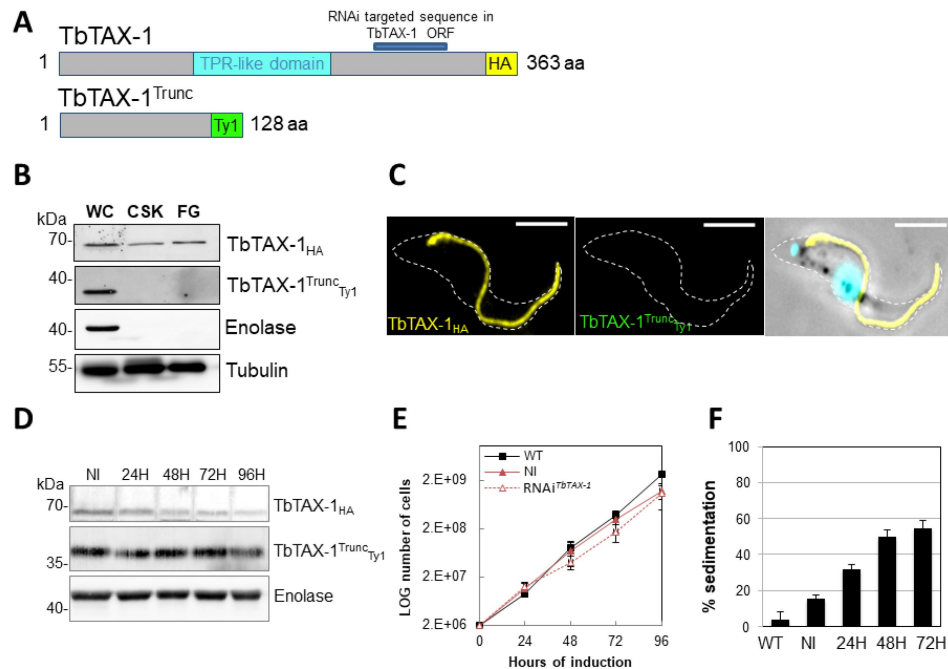 A
TbTAX-1
RNAi targeted sequence in
TbTAX-1 ORF
1
TPR-like domain
HA
363 aa
TbTAX-1Trunc
1
Ty1
128 aa
B
kDa
WC CSK FG
70-
TbTAX-1HA
40-
TbTAX-1TruncTy1
40-
Enolase
55-
Tubulin
C
TbTAX-1HA
TbTAX-1TruncTy1
D
kDa
NI 24H 48H 72H 96H
70-
TbTAX-1HA
35-
TbTAX-1TruncTy1
40-
Enolase
E
LOG number of cells
2.E+09
2.E+08
2.E+07
2.E+06
WT
NI
RNAiTbTAX-1
0 24 48 72 96
Hours of induction
F
% sedimentation
100
80
60
40
20
0
WT NI 24H 48H 72H